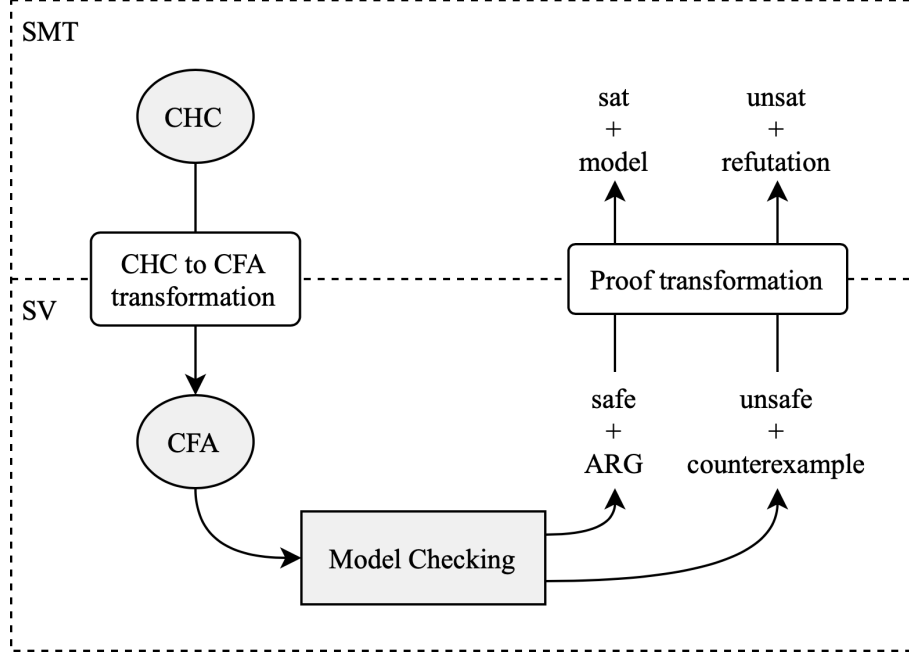 SMT
CHC
sat
+
model
unsat
+
refutation
CHC to CFA
transformation
Proof transformation
SV
CFA
safe
+
ARG
unsafe
+
counterexample
Model Checking